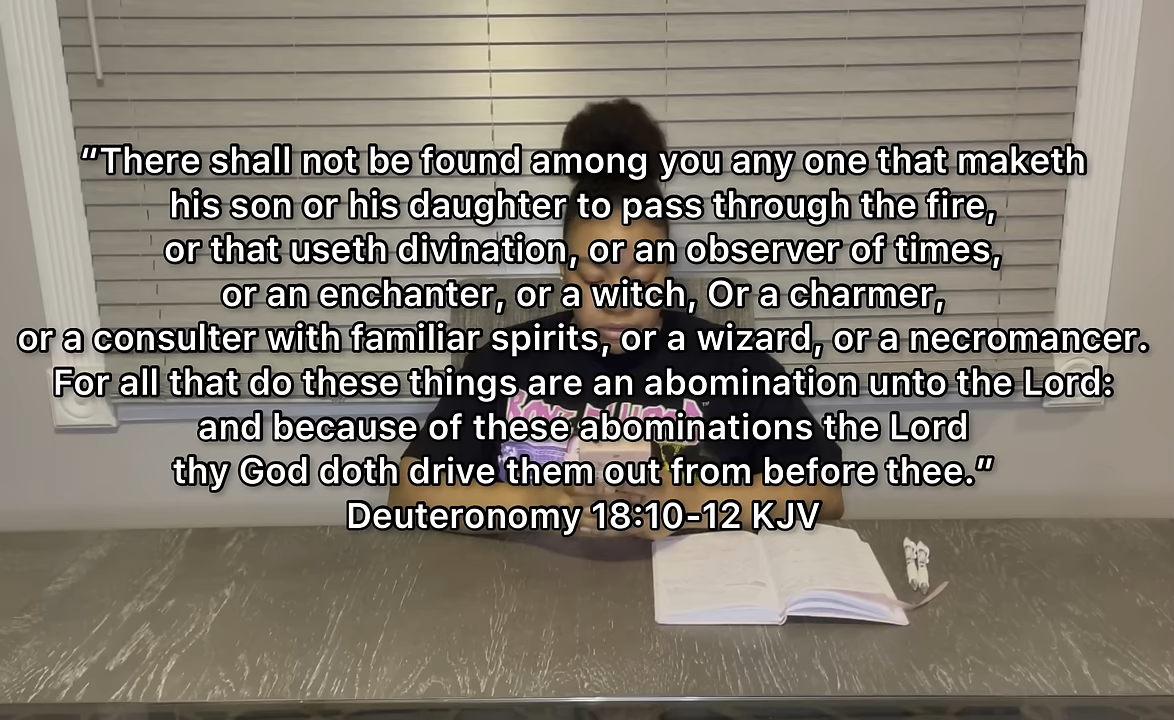 “There shall not be found among you any one that maketh
his son or his daughter to pass through the fire,
or that useth divination, or an observer of times,
or an enchanter, or a witch, Or a charmer,
or a consulter with familiar spirits, or a wizard, or a necromancer.
For all that do these things are an abomination unto the Lord:
and because of these abominations the Lord
thy God doth drive them out from before thee.”
Deuteronomy 18:10-12 KJV